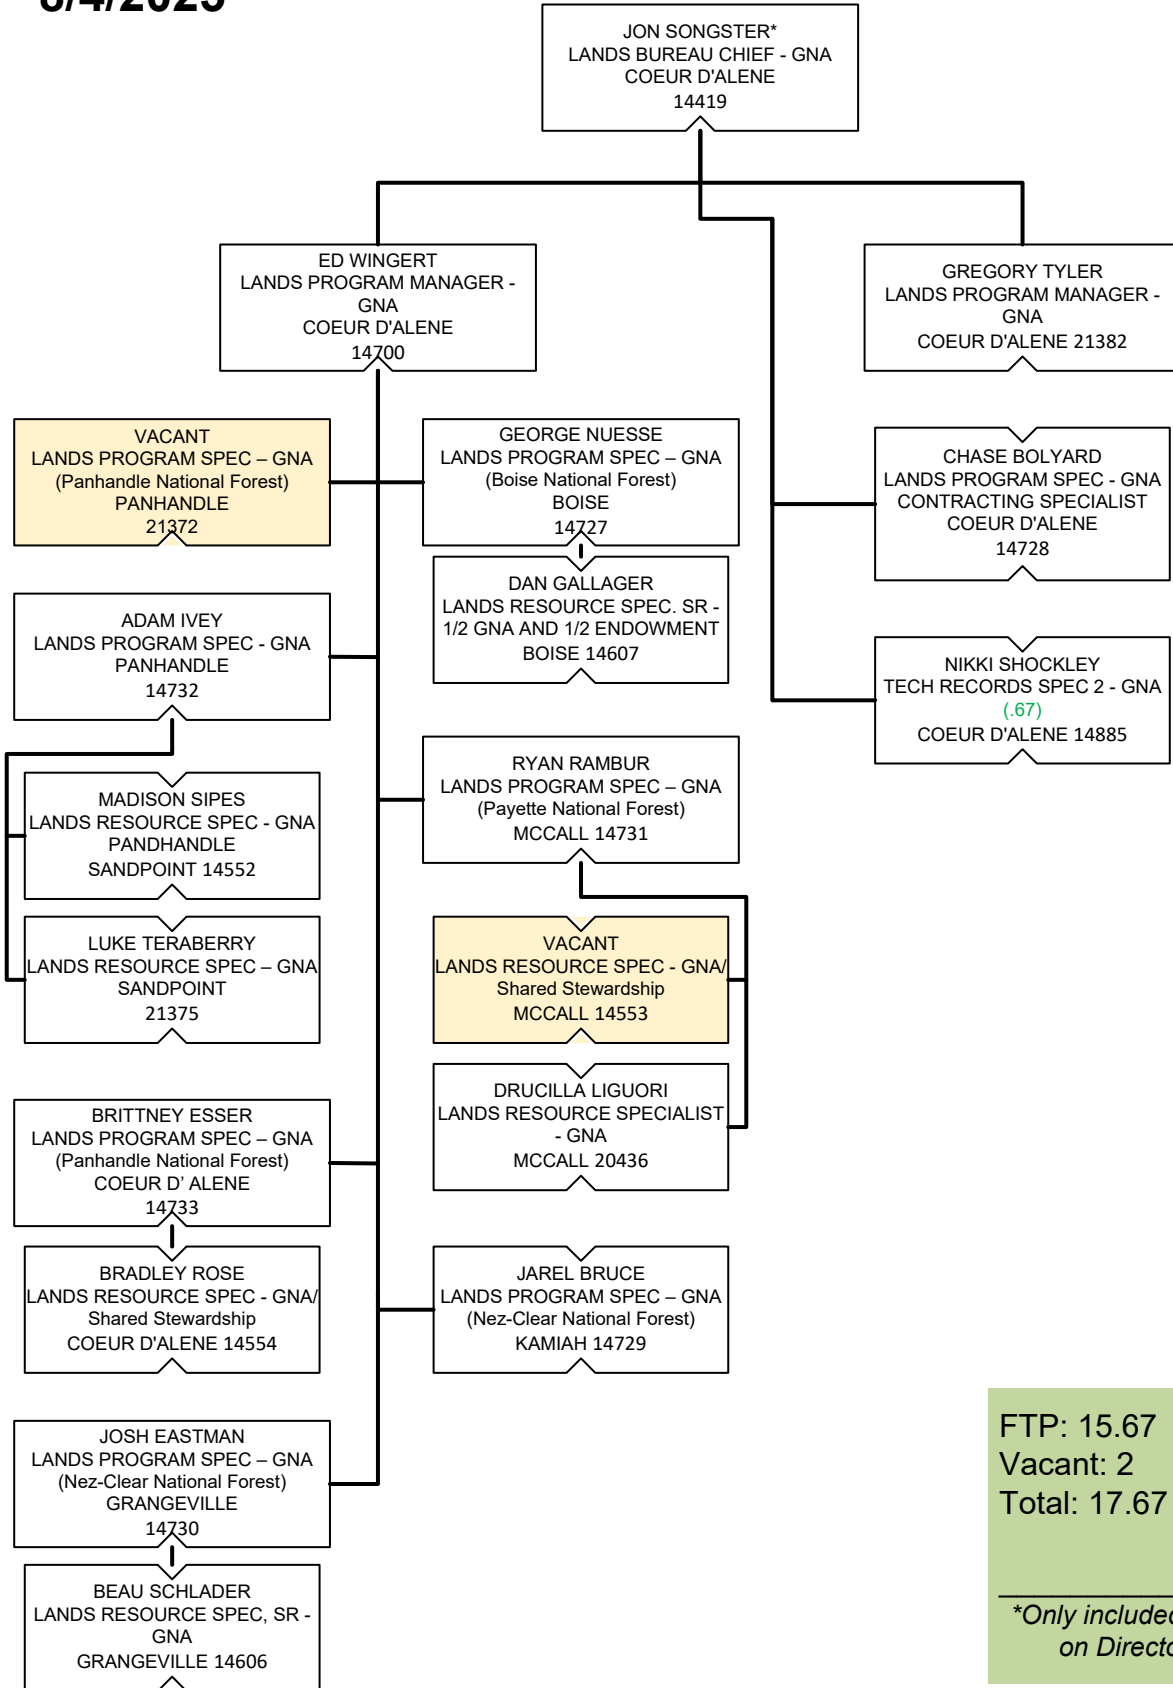 8/4/2025
JON SONGSTER*
LANDS BUREAU CHIEF - GNA
COEUR D'ALENE
14419
ED WINGERT
LANDS PROGRAM MANAGER -
GNA
COEUR D'ALENE
14700
GREGORY TYLER
LANDS PROGRAM MANAGER -
GNA
COEUR D'ALENE 21382
VACANT
LANDS PROGRAM SPEC – GNA
(Panhandle National Forest)
PANHANDLE
21372
GEORGE NUESSE
LANDS PROGRAM SPEC – GNA
(Boise National Forest)
BOISE
14727
CHASE BOLYARD
LANDS PROGRAM SPEC - GNA
CONTRACTING SPECIALIST
COEUR D'ALENE
14728
DAN GALLAGER
LANDS RESOURCE SPEC. SR -
1/2 GNA AND 1/2 ENDOWMENT
BOISE 14607
ADAM IVEY
LANDS PROGRAM SPEC - GNA
PANHANDLE
14732
NIKKI SHOCKLEY
TECH RECORDS SPEC 2 - GNA
(.67)
COEUR D'ALENE 14885
MADISON SIPES
LANDS RESOURCE SPEC - GNA
PANDHANDLE
SANDPOINT 14552
RYAN RAMBUR
LANDS PROGRAM SPEC – GNA
(Payette National Forest)
MCCALL 14731
LUKE TERABERRY
LANDS RESOURCE SPEC – GNA
SANDPOINT
21375
VACANT
LANDS RESOURCE SPEC - GNA/
Shared Stewardship
MCCALL 14553
DRUCILLA LIGUORI
LANDS RESOURCE SPECIALIST
- GNA
MCCALL 20436
BRITTNEY ESSER
LANDS PROGRAM SPEC – GNA
(Panhandle National Forest)
COEUR D’ ALENE
14733
BRADLEY ROSE
LANDS RESOURCE SPEC - GNA/
Shared Stewardship
COEUR D'ALENE 14554
JAREL BRUCE
LANDS PROGRAM SPEC – GNA
(Nez-Clear National Forest)
KAMIAH 14729
JOSH EASTMAN
LANDS PROGRAM SPEC – GNA
(Nez-Clear National Forest)
GRANGEVILLE
14730
BEAU SCHLADER
LANDS RESOURCE SPEC, SR -
GNA
GRANGEVILLE 14606
FTP: 15.67
Vacant: 2
Total: 17.67
*Only included
on Directo